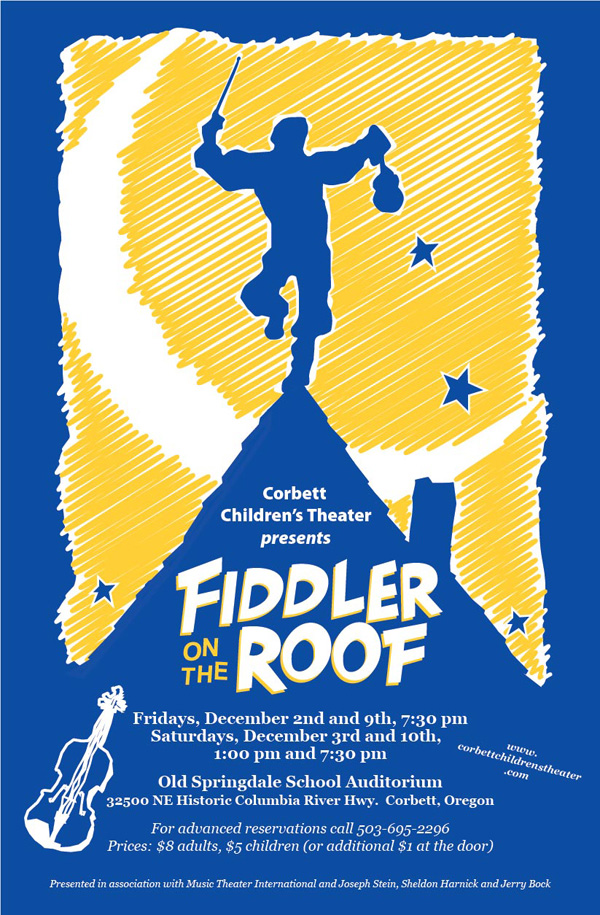 Corbett
Children's Theater
presents
FIDDLER
ON
THE
ROOF
Fridays, December 2nd and 9th, 7:30 pm
Saturdays, December 3rd and 10th,
1:00 pm and 7:30 pm
www.
corbettchildrenstheater
.com
Old Springdale School Auditorium
32500 NE Historic Columbia River Hwy. Corbett, Oregon
For advanced reservations call 503-695-2296
Prices: $8 adults, $5 children (or additional $1 at the door)
Presented in association with Music Theater International and Joseph Stein, Sheldon Harnick and Jerry Bock